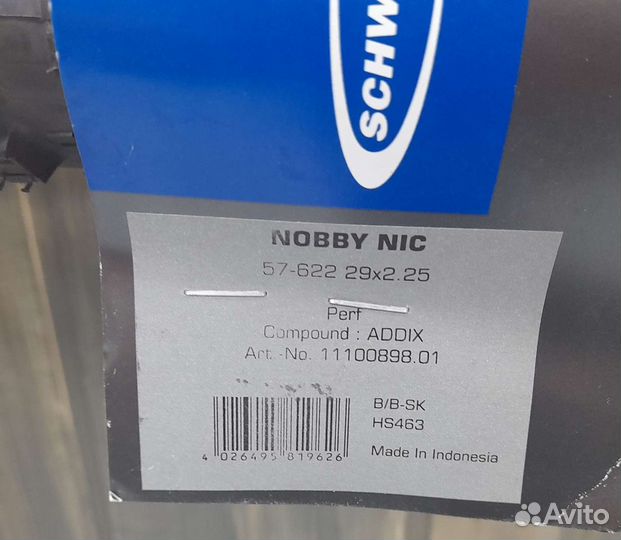 SCHW
NOBBY NIC
57-622 29x2.25
Perf
Compound : ADDIX
Art.-No. 11100898.01
B/B-SK
HS463
Made In Indonesia
4 026495 819626
Avito